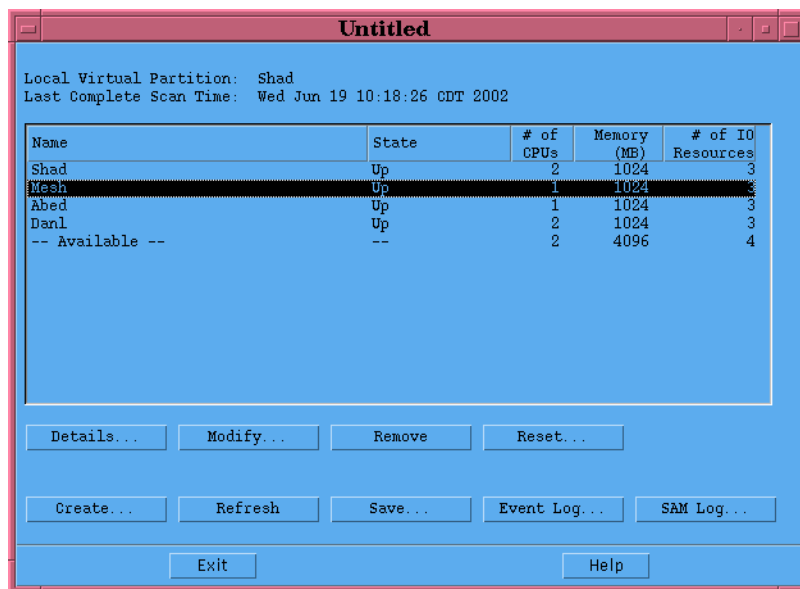 Untitled
Local Virtual Partition: Shad
Last Complete Scan Time: Wed Jun 19 10:18:26 CDT 2002
Name State # of CPUs Memory (MB) # of IO Resources
Shad Up 2 1024 3
Mesh Up 1 1024 3
Abed Up 1 1024 3
Danl Up 2 1024 3
-- Available -- -- 2 4096 4
Details... Modify... Remove Reset...
Create... Refresh Save... Event Log... SAM Log...
Exit Help